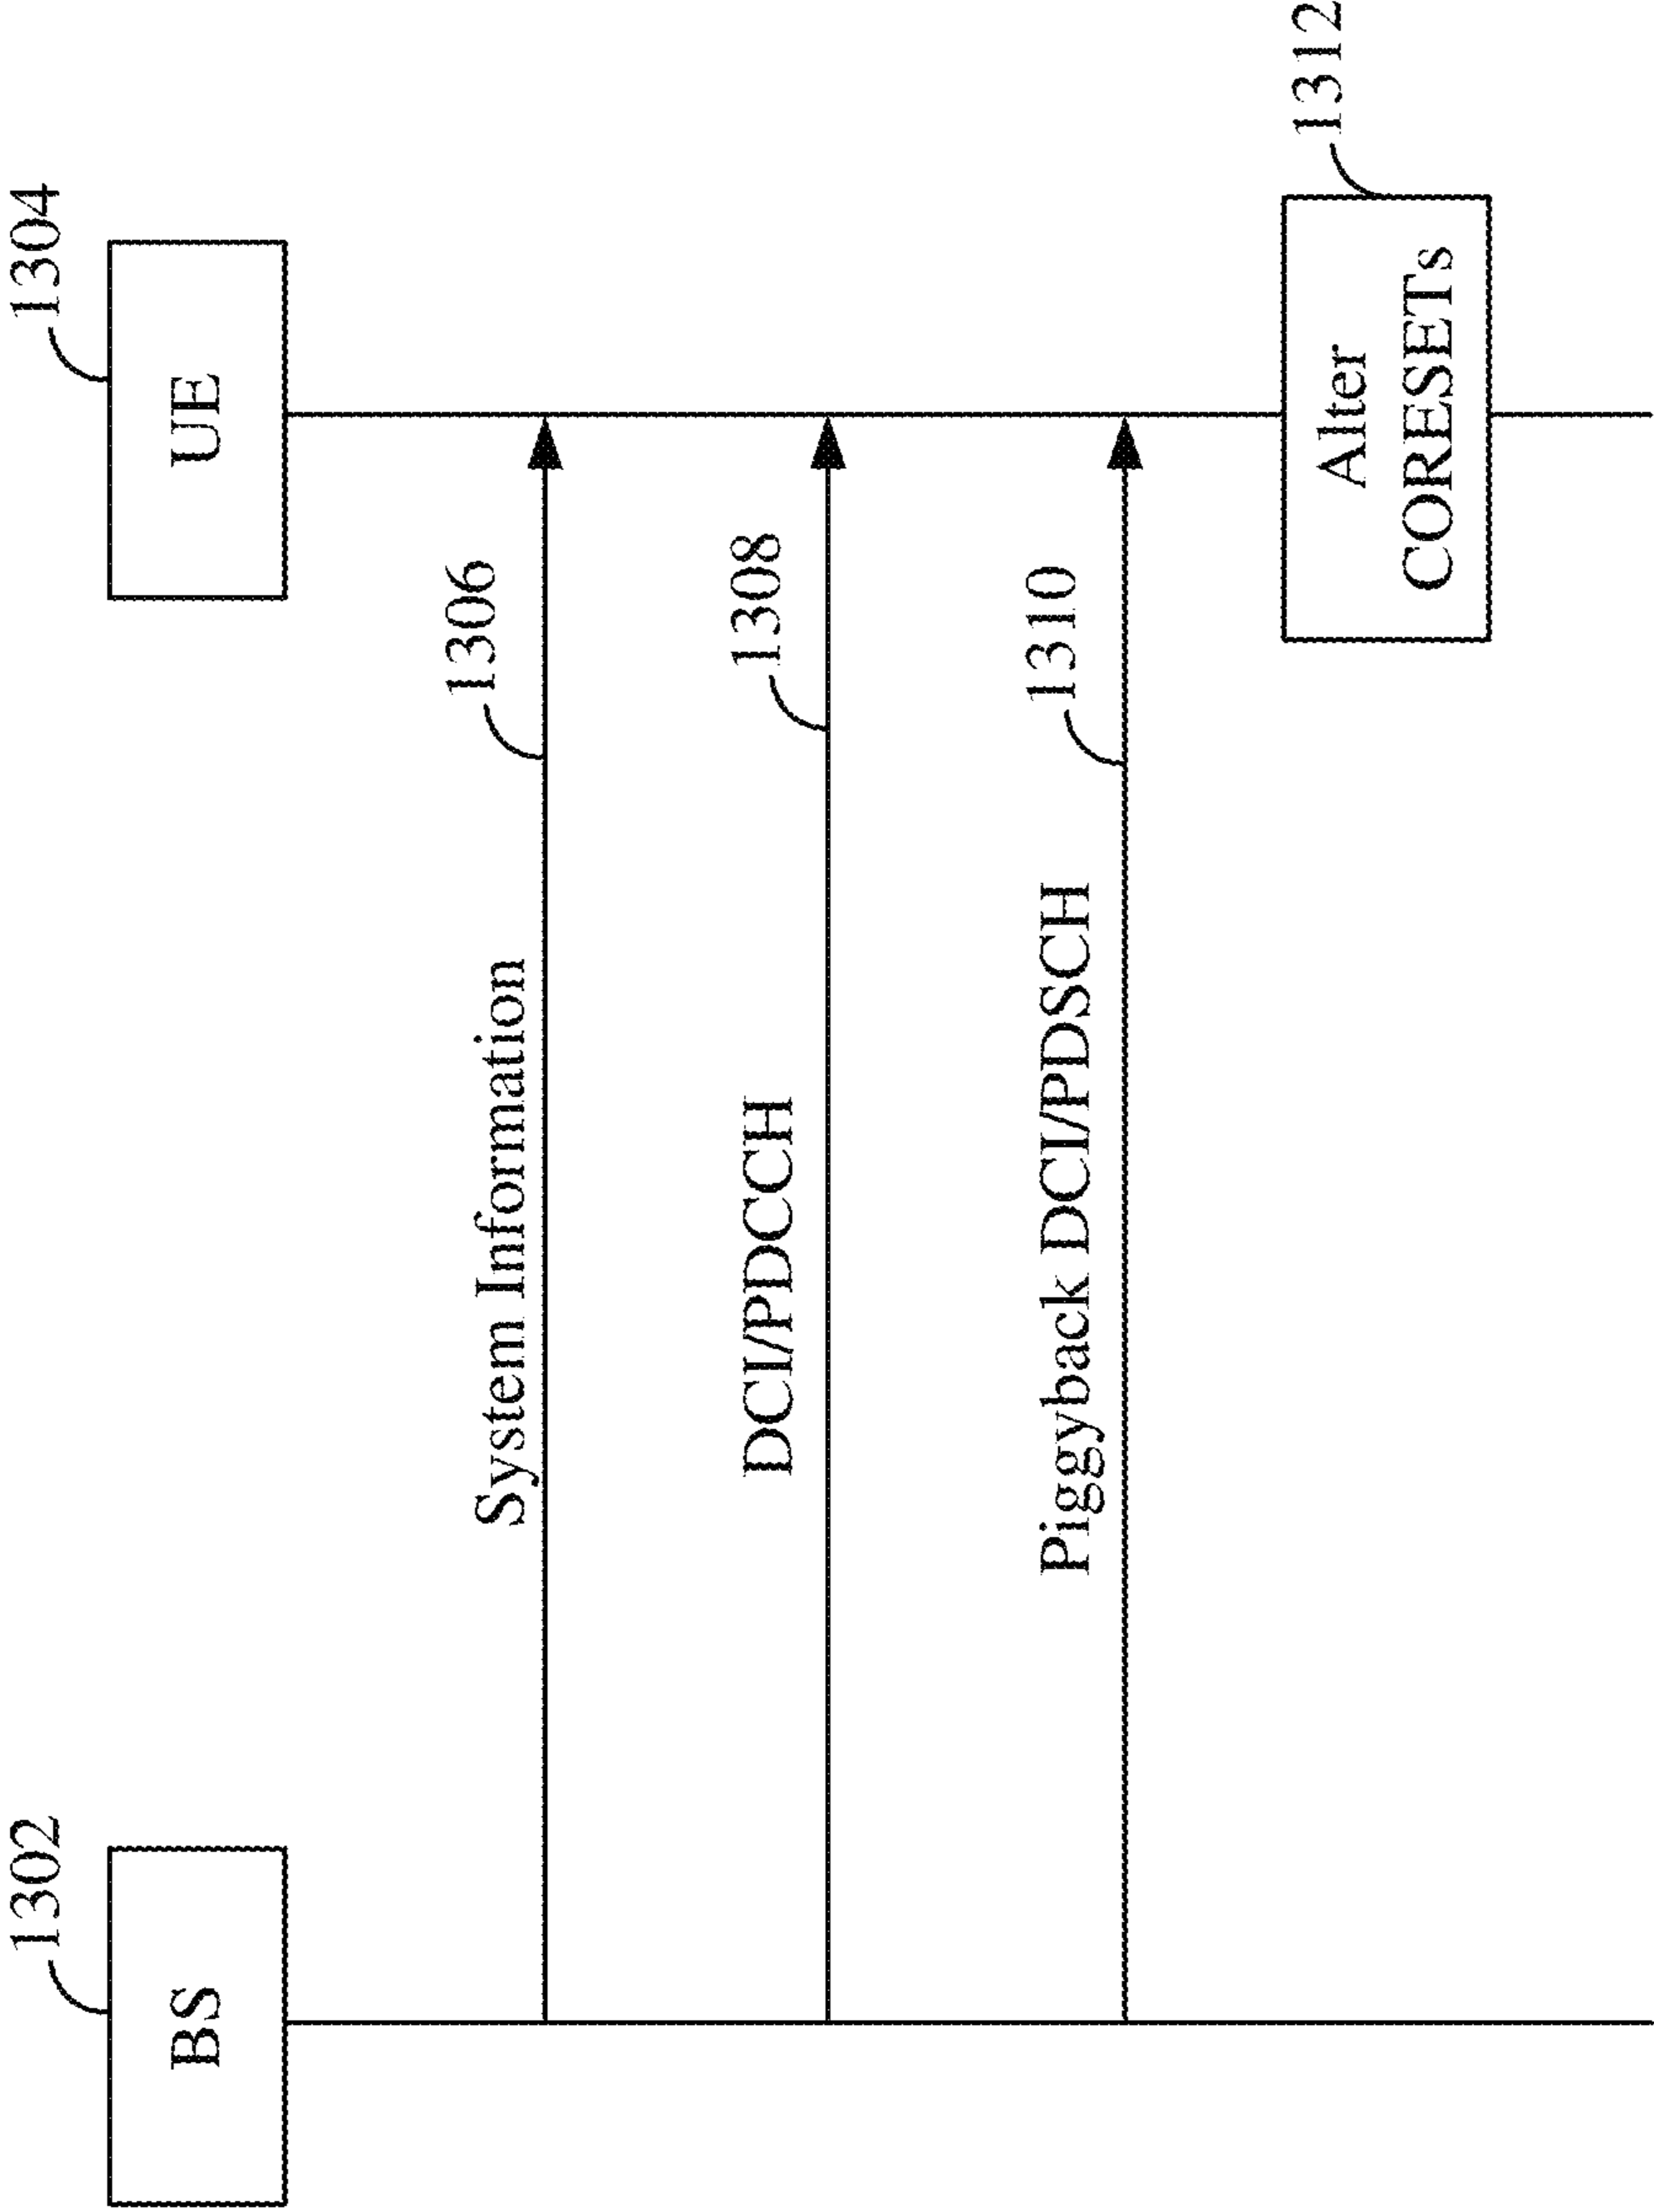 1302
BS
1304
UE
1306
System Information
1308
DCI/PDCCH
1310
Piggyback DCI/PDSCH
1312
Alter
CORESETs